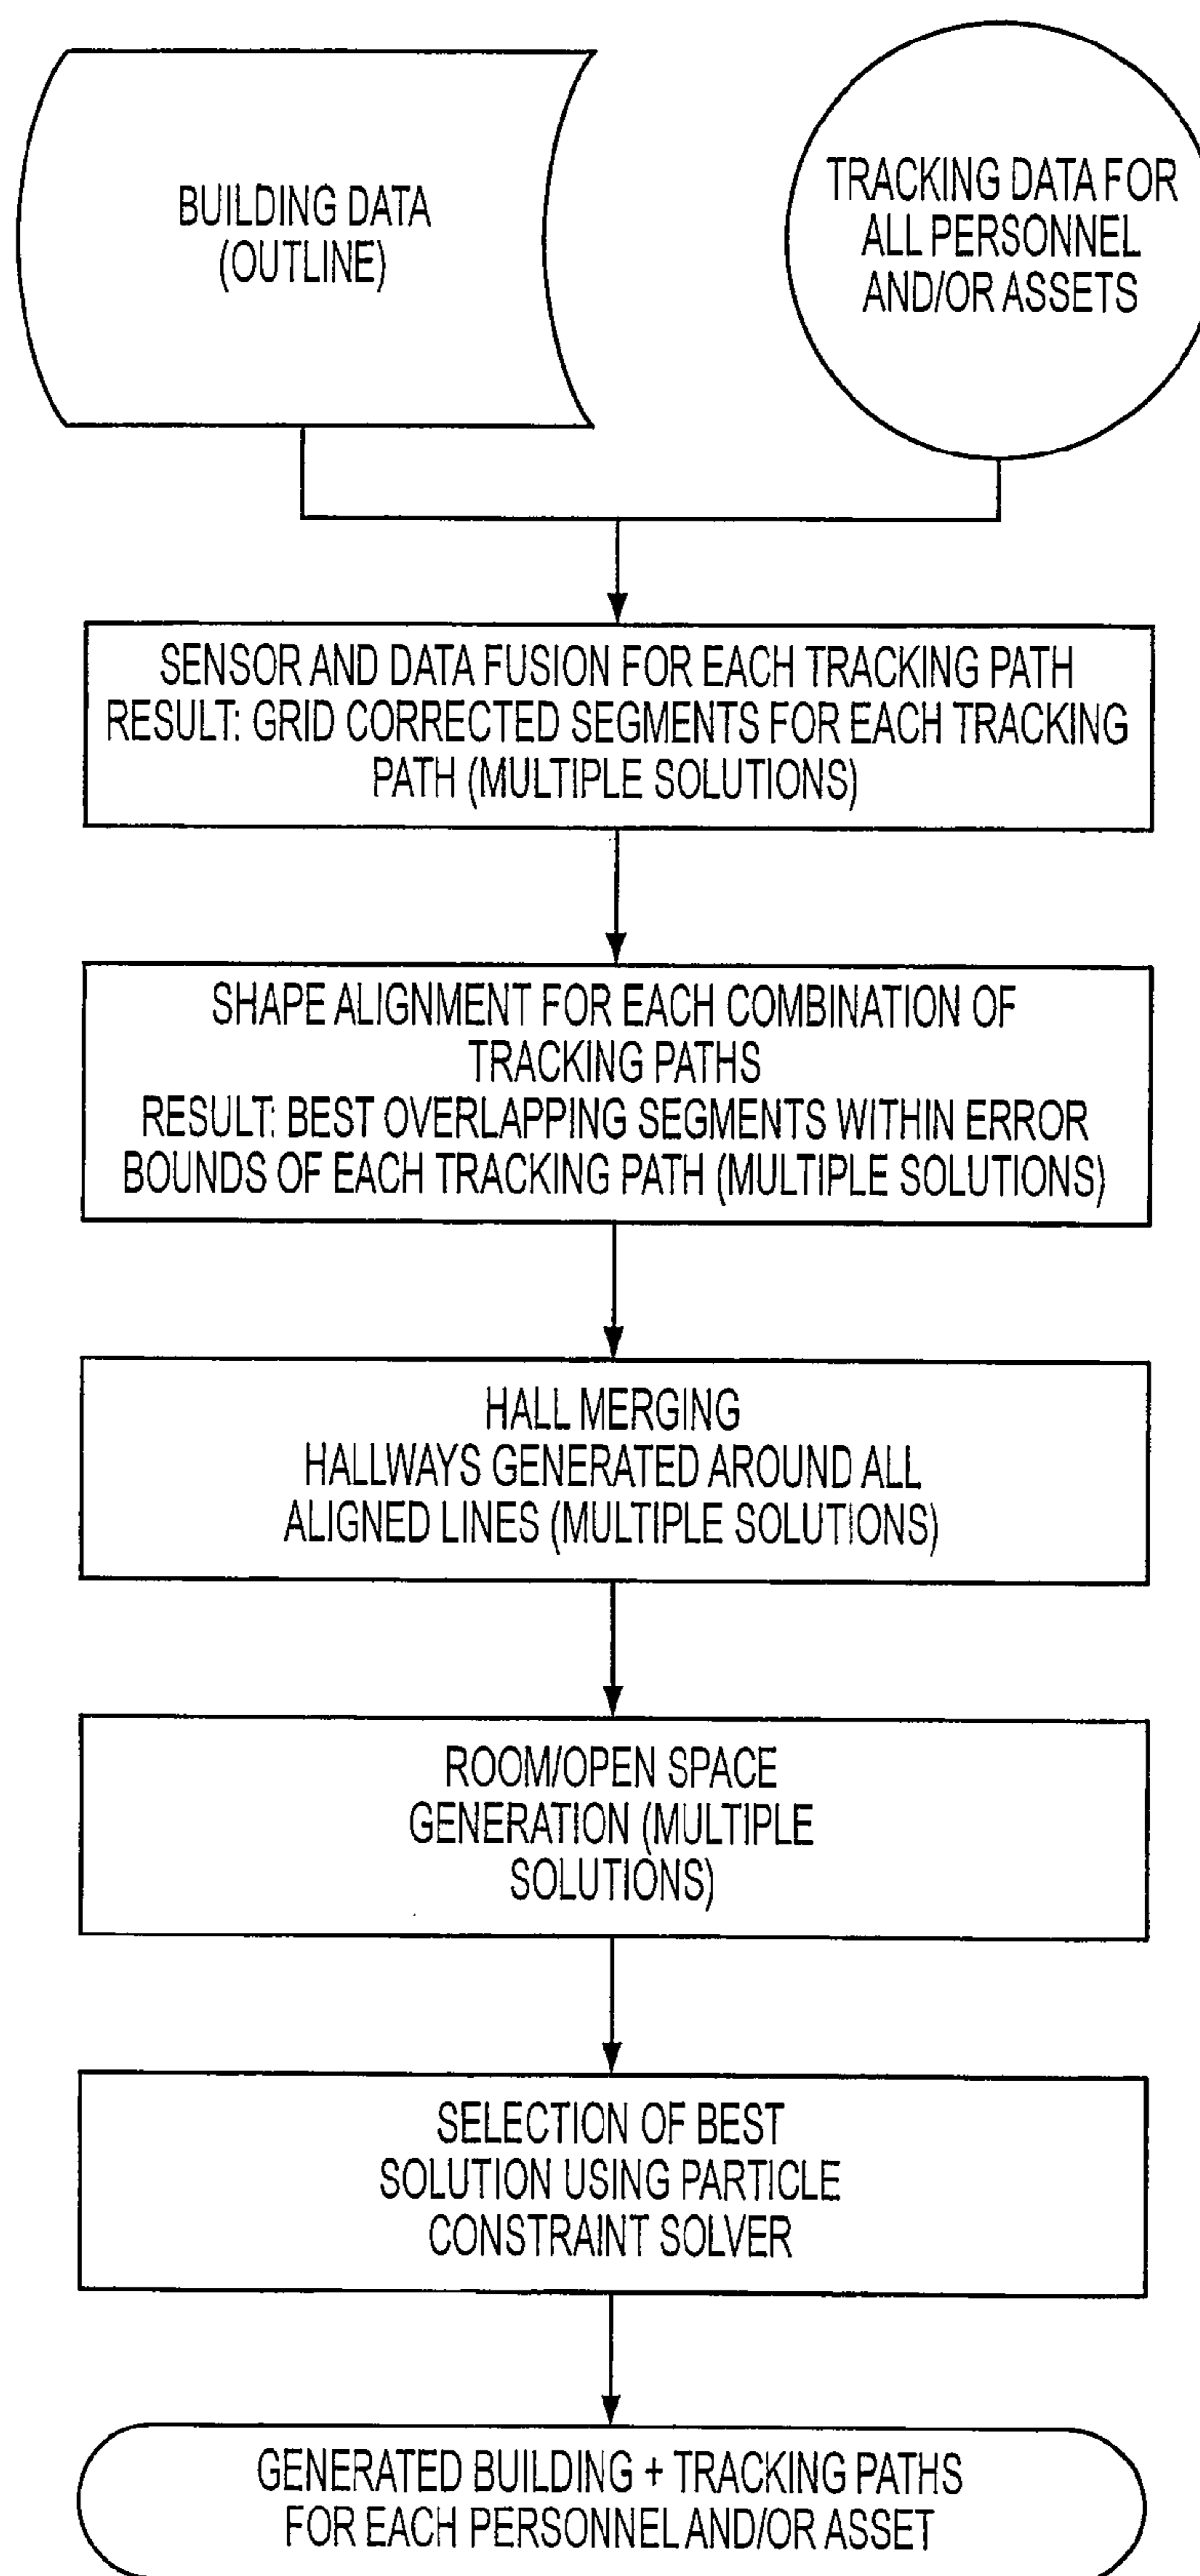 BUILDING DATA
(OUTLINE)
TRACKING DATA FOR
ALL PERSONNEL
AND/OR ASSETS
SENSOR AND DATA FUSION FOR EACH TRACKING PATH
RESULT: GRID CORRECTED SEGMENTS FOR EACH TRACKING
PATH (MULTIPLE SOLUTIONS)
SHAPE ALIGNMENT FOR EACH COMBINATION OF
TRACKING PATHS
RESULT: BEST OVERLAPPING SEGMENTS WITHIN ERROR
BOUNDS OF EACH TRACKING PATH (MULTIPLE SOLUTIONS)
HALL MERGING
HALLWAYS GENERATED AROUND ALL
ALIGNED LINES (MULTIPLE SOLUTIONS)
ROOM/OPEN SPACE
GENERATION (MULTIPLE
SOLUTIONS)
SELECTION OF BEST
SOLUTION USING PARTICLE
CONSTRAINT SOLVER
GENERATED BUILDING + TRACKING PATHS
FOR EACH PERSONNEL AND/OR ASSET